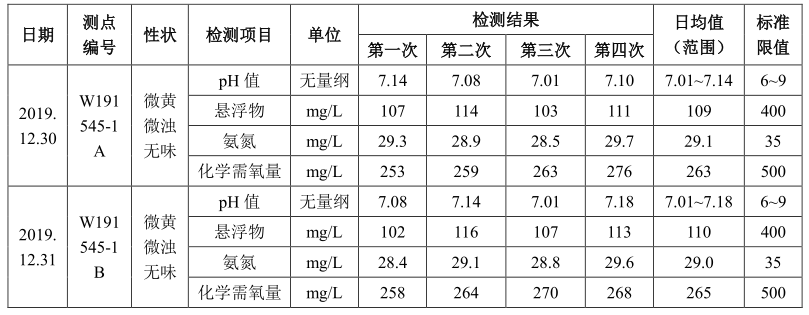 日期 测点编号 性状 检测项目 单位 检测结果 日均值（范围） 标准限值
第一次 第二次 第三次 第四次
2019.12.30 W191545-1A 微黄微浊无味 pH 值 无量纲 7.14 7.08 7.01 7.10 7.01~7.14 6~9
悬浮物 mg/L 107 114 103 111 109 400
氨氮 mg/L 29.3 28.9 28.5 29.7 29.1 35
化学需氧量 mg/L 253 259 263 276 263 500
2019.12.31 W191545-1B 微黄微浊无味 pH 值 无量纲 7.08 7.14 7.01 7.18 7.01~7.18 6~9
悬浮物 mg/L 102 116 107 113 110 400
氨氮 mg/L 28.4 29.1 28.8 29.6 29.0 35
化学需氧量 mg/L 258 264 270 268 265 500